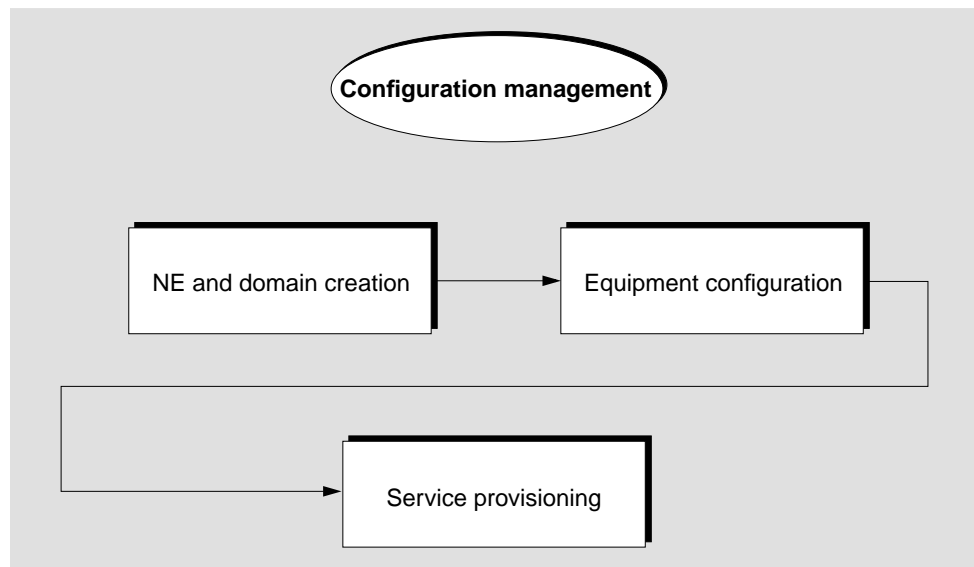 Configuration management
NE and domain creation
Equipment configuration
Service provisioning